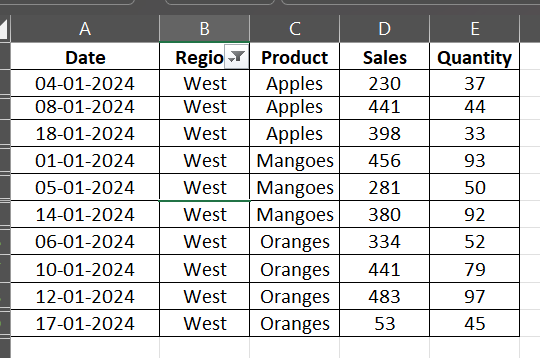 A B C D E
Date Regio Product Sales Quantity
04-01-2024 West Apples 230 37
08-01-2024 West Apples 441 44
18-01-2024 West Apples 398 33
01-01-2024 West Mangoes 456 93
05-01-2024 West Mangoes 281 50
14-01-2024 West Mangoes 380 92
06-01-2024 West Oranges 334 52
10-01-2024 West Oranges 441 79
12-01-2024 West Oranges 483 97
17-01-2024 West Oranges 53 45